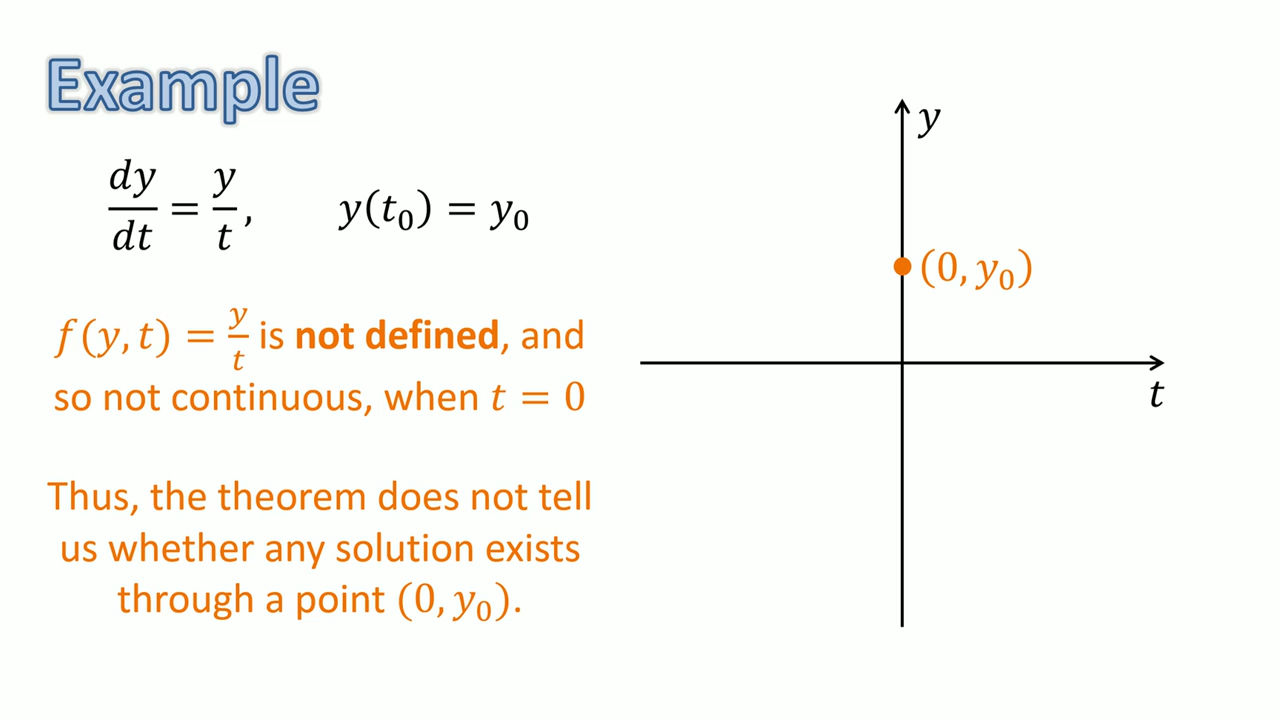 Example
dy/dt = y/t,    y(t₀) = y₀
f(y, t) = y/t is not defined, and
so not continuous, when t = 0
Thus, the theorem does not tell
us whether any solution exists
through a point (0, y₀).
y
(0, y₀)
t